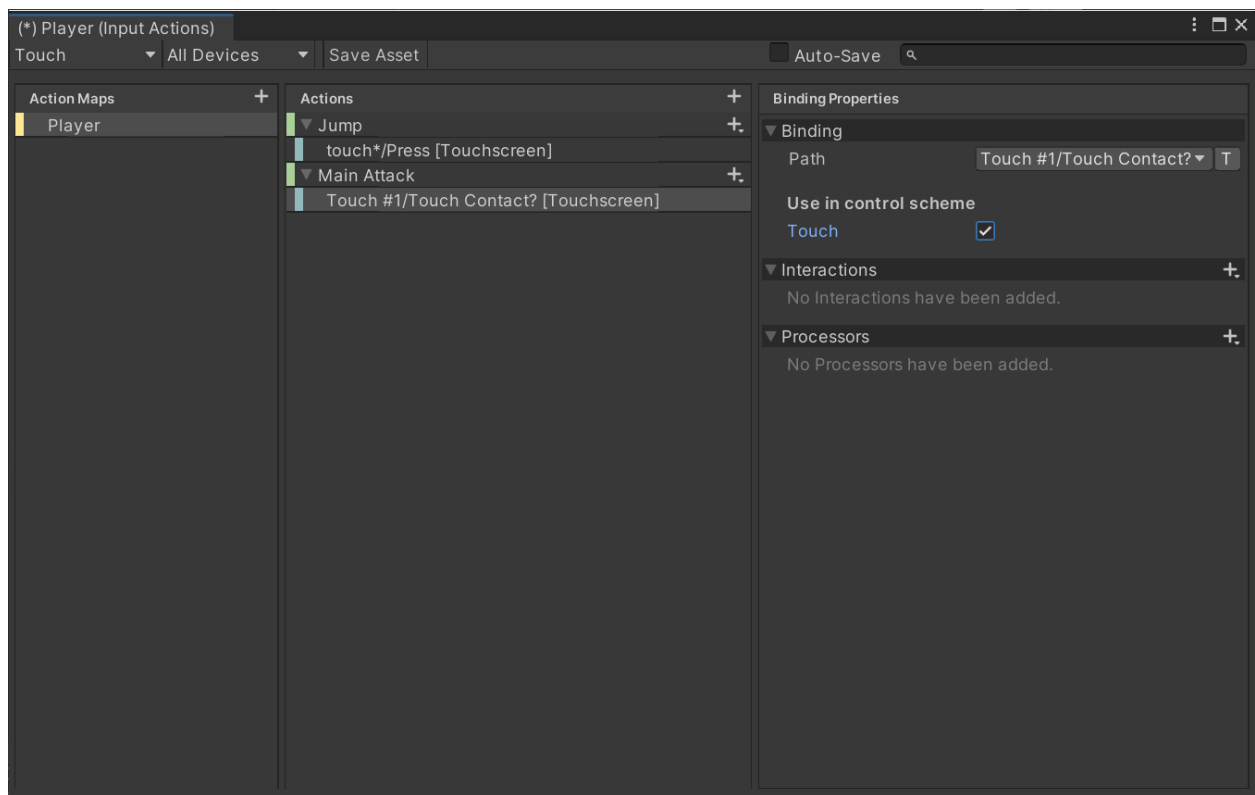 (*) Player (Input Actions)
Touch All Devices Save Asset Auto-Save
Action Maps
Player
Actions
Jump
touch*/Press [Touchscreen]
Main Attack
Touch #1/Touch Contact? [Touchscreen]
Binding Properties
Binding
Path Touch #1/Touch Contact? T
Use in control scheme
Touch
Interactions
No Interactions have been added.
Processors
No Processors have been added.